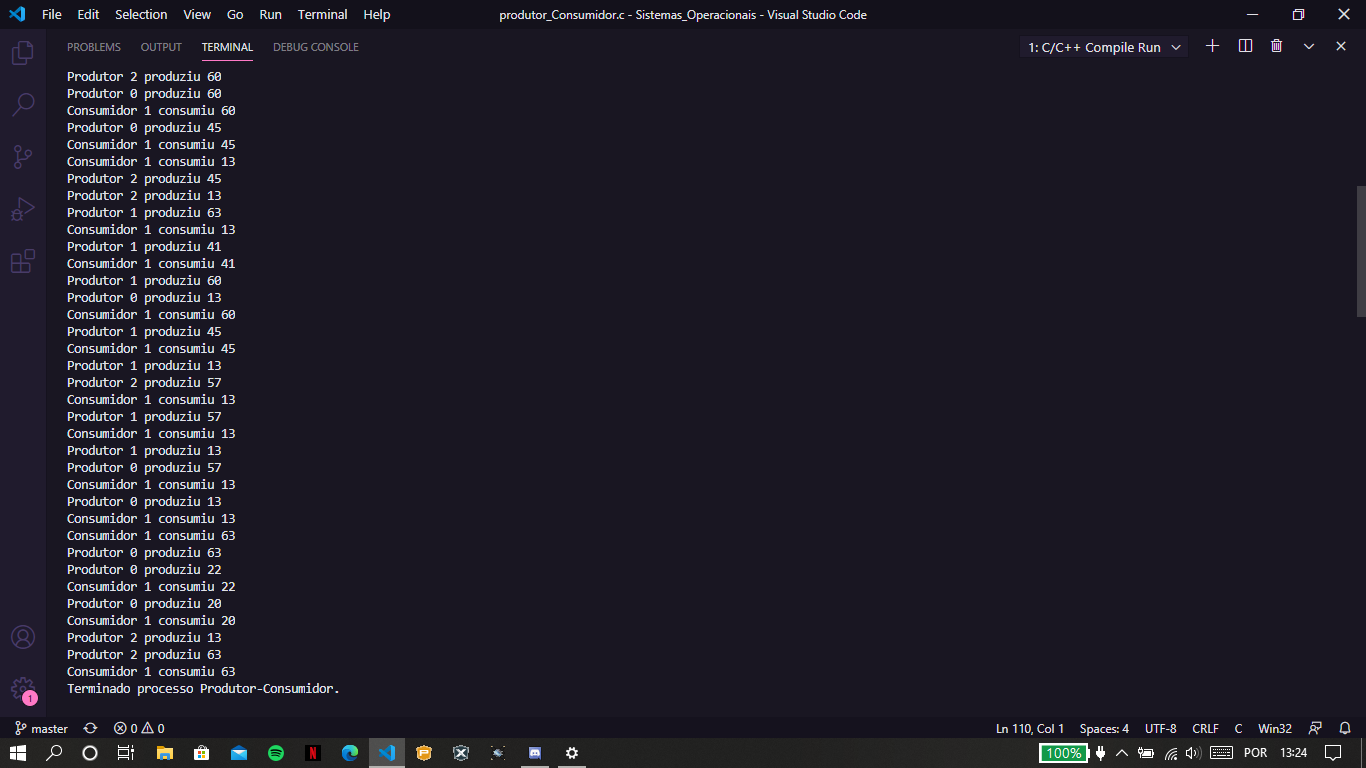 File Edit Selection View Go Run Terminal Help produtor_Consumidor.c - Sistemas_Operacionais - Visual Studio Code
PROBLEMS OUTPUT TERMINAL DEBUG CONSOLE 1: C/C++ Compile Run
Produtor 2 produziu 60
Produtor 0 produziu 60
Consumidor 1 consumiu 60
Produtor 0 produziu 45
Consumidor 1 consumiu 45
Consumidor 1 consumiu 13
Produtor 2 produziu 45
Produtor 2 produziu 13
Produtor 1 produziu 63
Consumidor 1 consumiu 13
Produtor 1 produziu 41
Consumidor 1 consumiu 41
Produtor 1 produziu 60
Produtor 0 produziu 13
Consumidor 1 consumiu 60
Produtor 1 produziu 45
Consumidor 1 consumiu 45
Produtor 1 produziu 13
Produtor 2 produziu 57
Consumidor 1 consumiu 13
Produtor 1 produziu 57
Consumidor 1 consumiu 13
Produtor 1 produziu 13
Produtor 0 produziu 57
Consumidor 1 consumiu 13
Produtor 0 produziu 13
Consumidor 1 consumiu 13
Consumidor 1 consumiu 63
Produtor 0 produziu 63
Produtor 0 produziu 22
Consumidor 1 consumiu 22
Produtor 0 produziu 20
Consumidor 1 consumiu 20
Produtor 2 produziu 13
Produtor 2 produziu 63
Consumidor 1 consumiu 63
Terminado processo Produtor-Consumidor.
1
master 0 0 Ln 110, Col 1 Spaces: 4 UTF-8 CRLF C Win32
N 100% POR 13:24